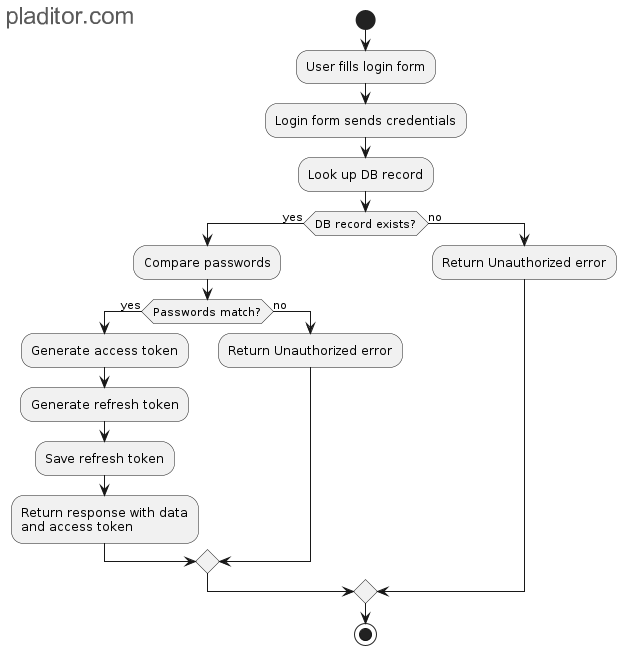 pladitor.com
User fills login form
Login form sends credentials
Look up DB record
DB record exists?
yes
no
Compare passwords
Return Unauthorized error
Passwords match?
yes
no
Generate access token
Return Unauthorized error
Generate refresh token
Save refresh token
Return response with data
and access token